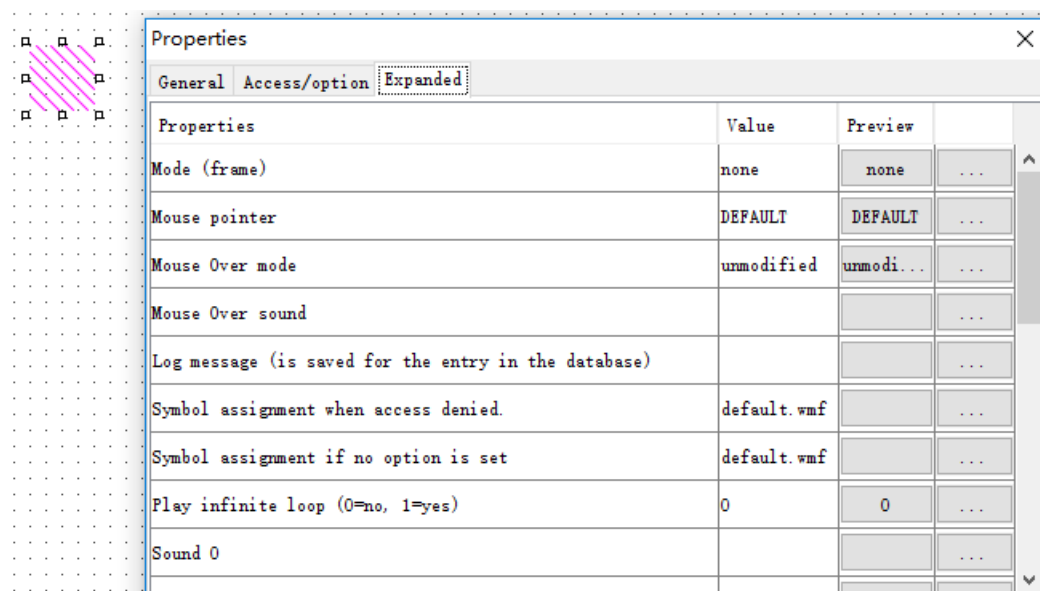 Properties
General Access/option Expanded
Properties Value Preview
Mode (frame) none none ...
Mouse pointer DEFAULT DEFAULT ...
Mouse Over mode unmodified unmodi... ...
Mouse Over sound ...
Log message (is saved for the entry in the database) ...
Symbol assignment when access denied. default.wmf ...
Symbol assignment if no option is set default.wmf ...
Play infinite loop (0=no, 1=yes) 0 0 ...
Sound 0 ...